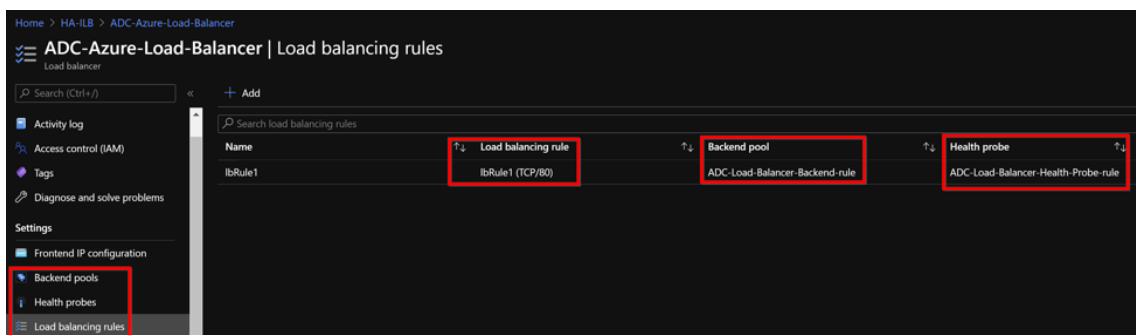 Home > HA-ILB > ADC-Azure-Load-Balancer
ADC-Azure-Load-Balancer | Load balancing rules
Load balancer
Search (Ctrl+/)
«
+ Add
Activity log
Access control (IAM)
Tags
Diagnose and solve problems
Settings
Frontend IP configuration
Backend pools
Health probes
Load balancing rules
Search load balancing rules
Name ↑↓ Load balancing rule ↑↓ Backend pool ↑↓ Health probe ↑↓
lbRule1 lbRule1 (TCP/80) ADC-Load-Balancer-Backend-rule ADC-Load-Balancer-Health-Probe-rule